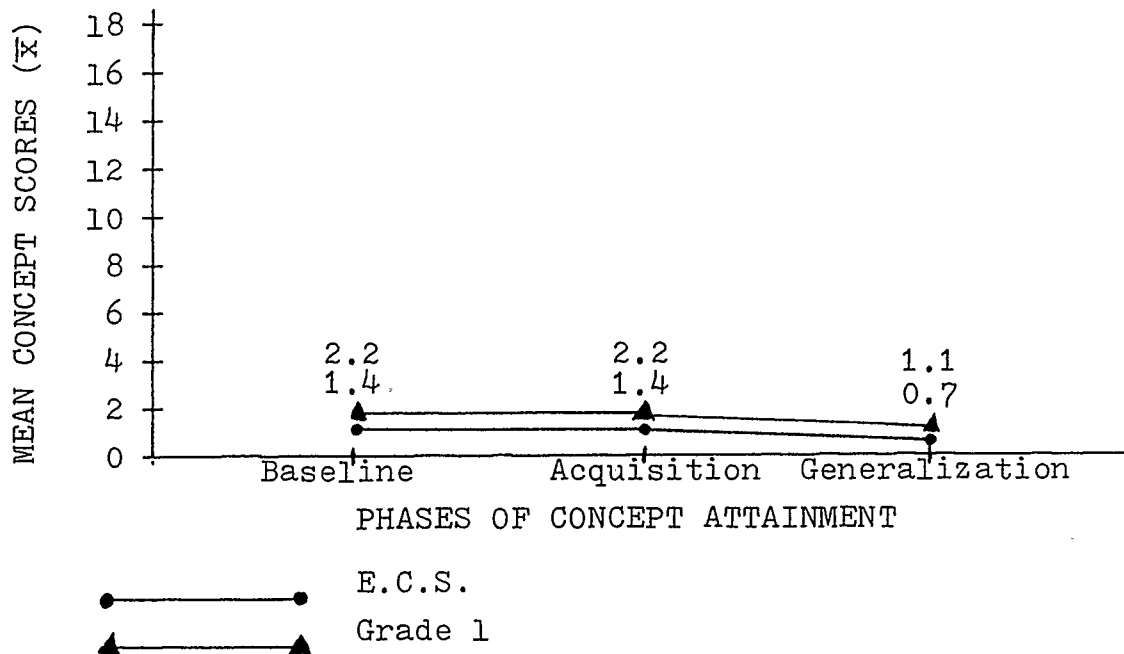 MEAN CONCEPT SCORES (x̅)
18
16
14
12
10
8
6
4
2
0
2.2
1.4
2.2
1.4
1.1
0.7
Baseline
Acquisition
Generalization
PHASES OF CONCEPT ATTAINMENT
E.C.S.
Grade 1